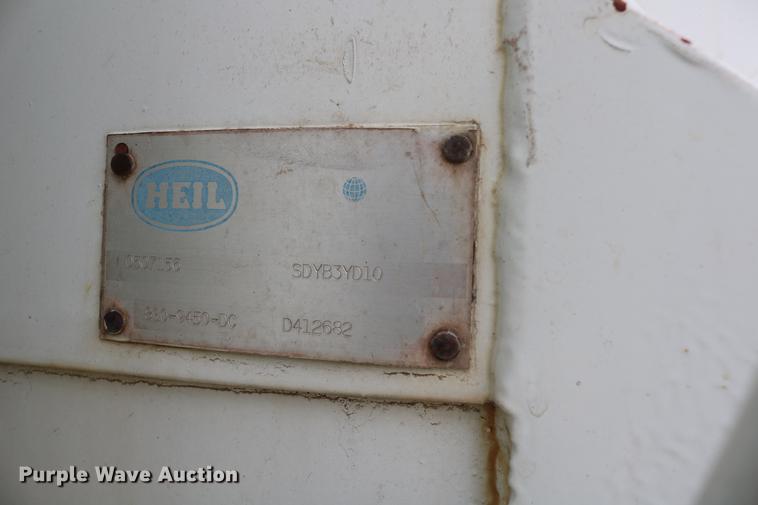 HEIL
SDYB3YD10
D412682
Purple Wave Auction